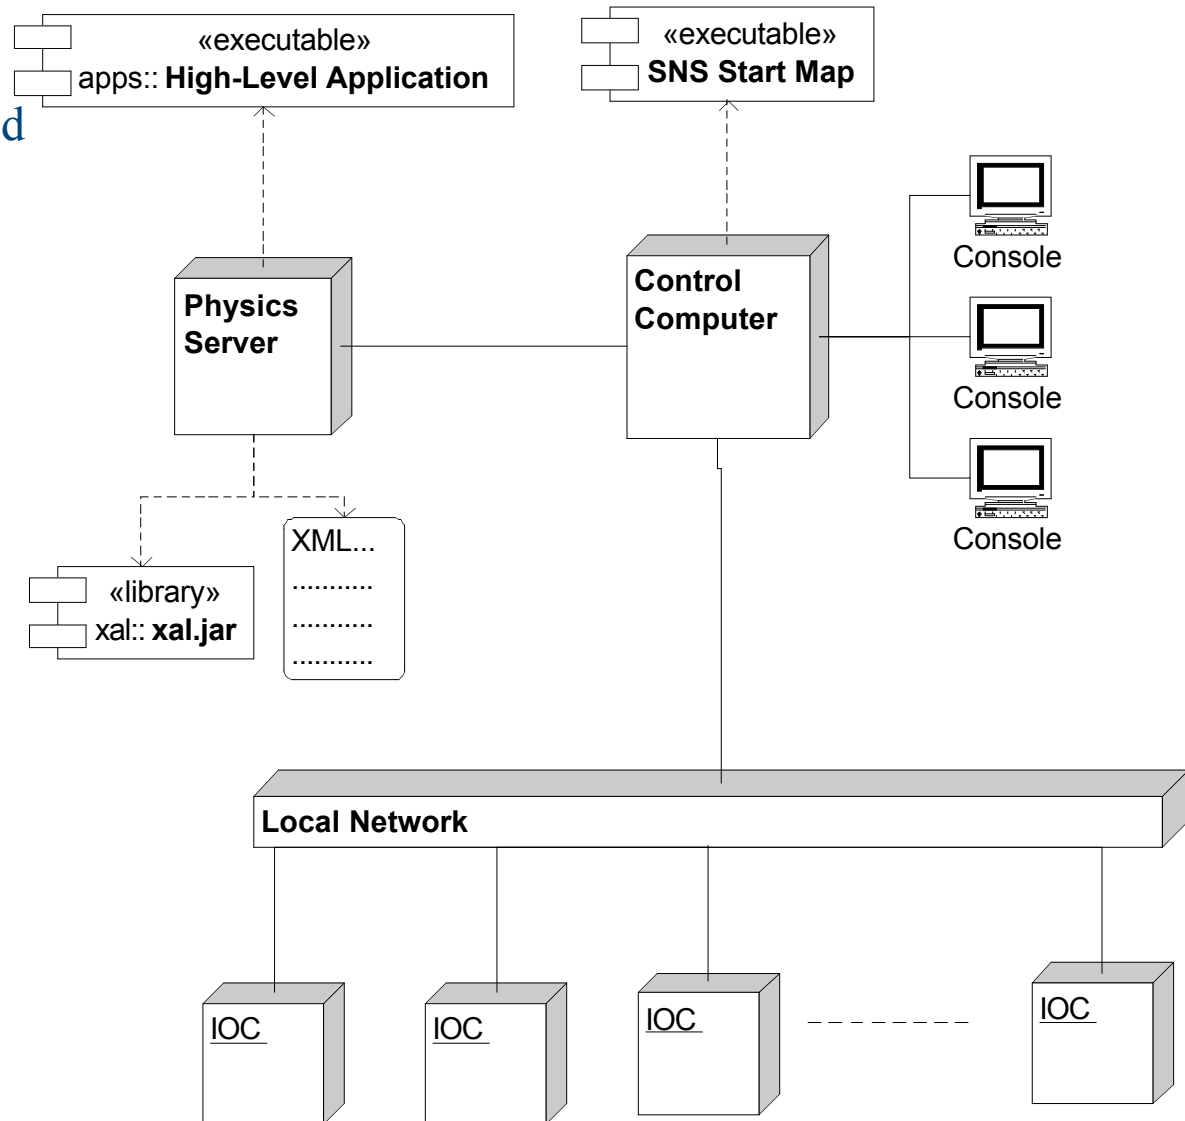 «executable»
apps:: High-Level Application
«executable»
SNS Start Map
d
Console
Physics
Server
Control
Computer
Console
Console
XML...
...........
...........
...........
«library»
xal:: xal.jar
Local Network
IOC
IOC
IOC
IOC